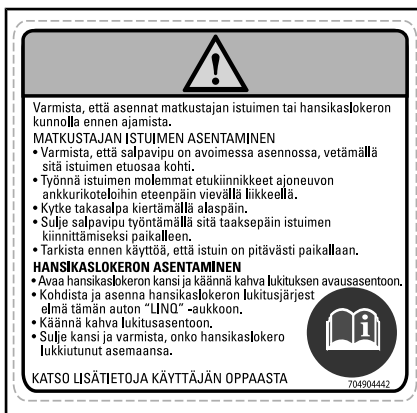 Varmista, että asennat matkustajan istuimen tai hansikaslokeron
kunnolla ennen ajamista.
MATKUSTAJAN ISTUIMEN ASENTAMINEN
• Varmista, että salpavipu on avoimessa asennossa, vetämällä
sitä istuimen etuosaa kohti.
• Työnnä istuimen molemmat etukiinnikkeet ajoneuvon
ankkurikoteloihin eteenpäin vievällä liikkeellä.
• Kytke takasalpa kiertämällä alaspäin.
• Sulje salpavipu työntämällä sitä taaksepäin istuimen
kiinnittämiseksi paikalleen.
• Tarkista ennen käyttöä, että istuin on pitävästi paikallaan.
HANSIKASLOKERON ASENTAMINEN
• Avaa hansikaslokeron kansi ja käännä kahva lukituksen avausasentoon.
• Kohdista ja asenna hansikaslokeron lukitusjärjest
elmä tämän auton "LINQ" -aukkoon.
• Käännä kahva lukitusasentoon.
• Sulje kansi ja varmista, onko hansikaslokero
lukkiutunut asemaansa.
KATSO LISÄTIETOJA KÄYTTÄJÄN OPPAASTA
704904442